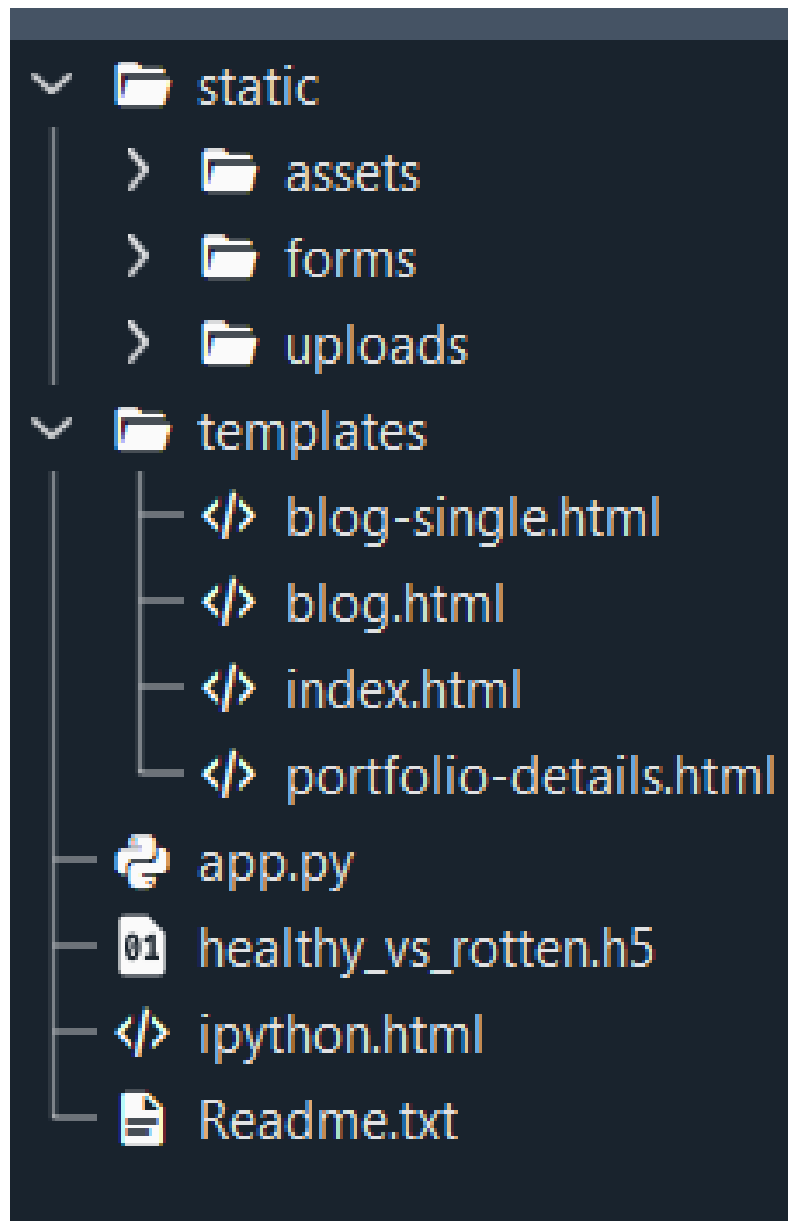 static
assets
forms
uploads
templates
</> blog-single.html
</> blog.html
</> index.html
</> portfolio-details.html
app.py
01 healthy_vs_rotten.h5
</> ipython.html
Readme.txt